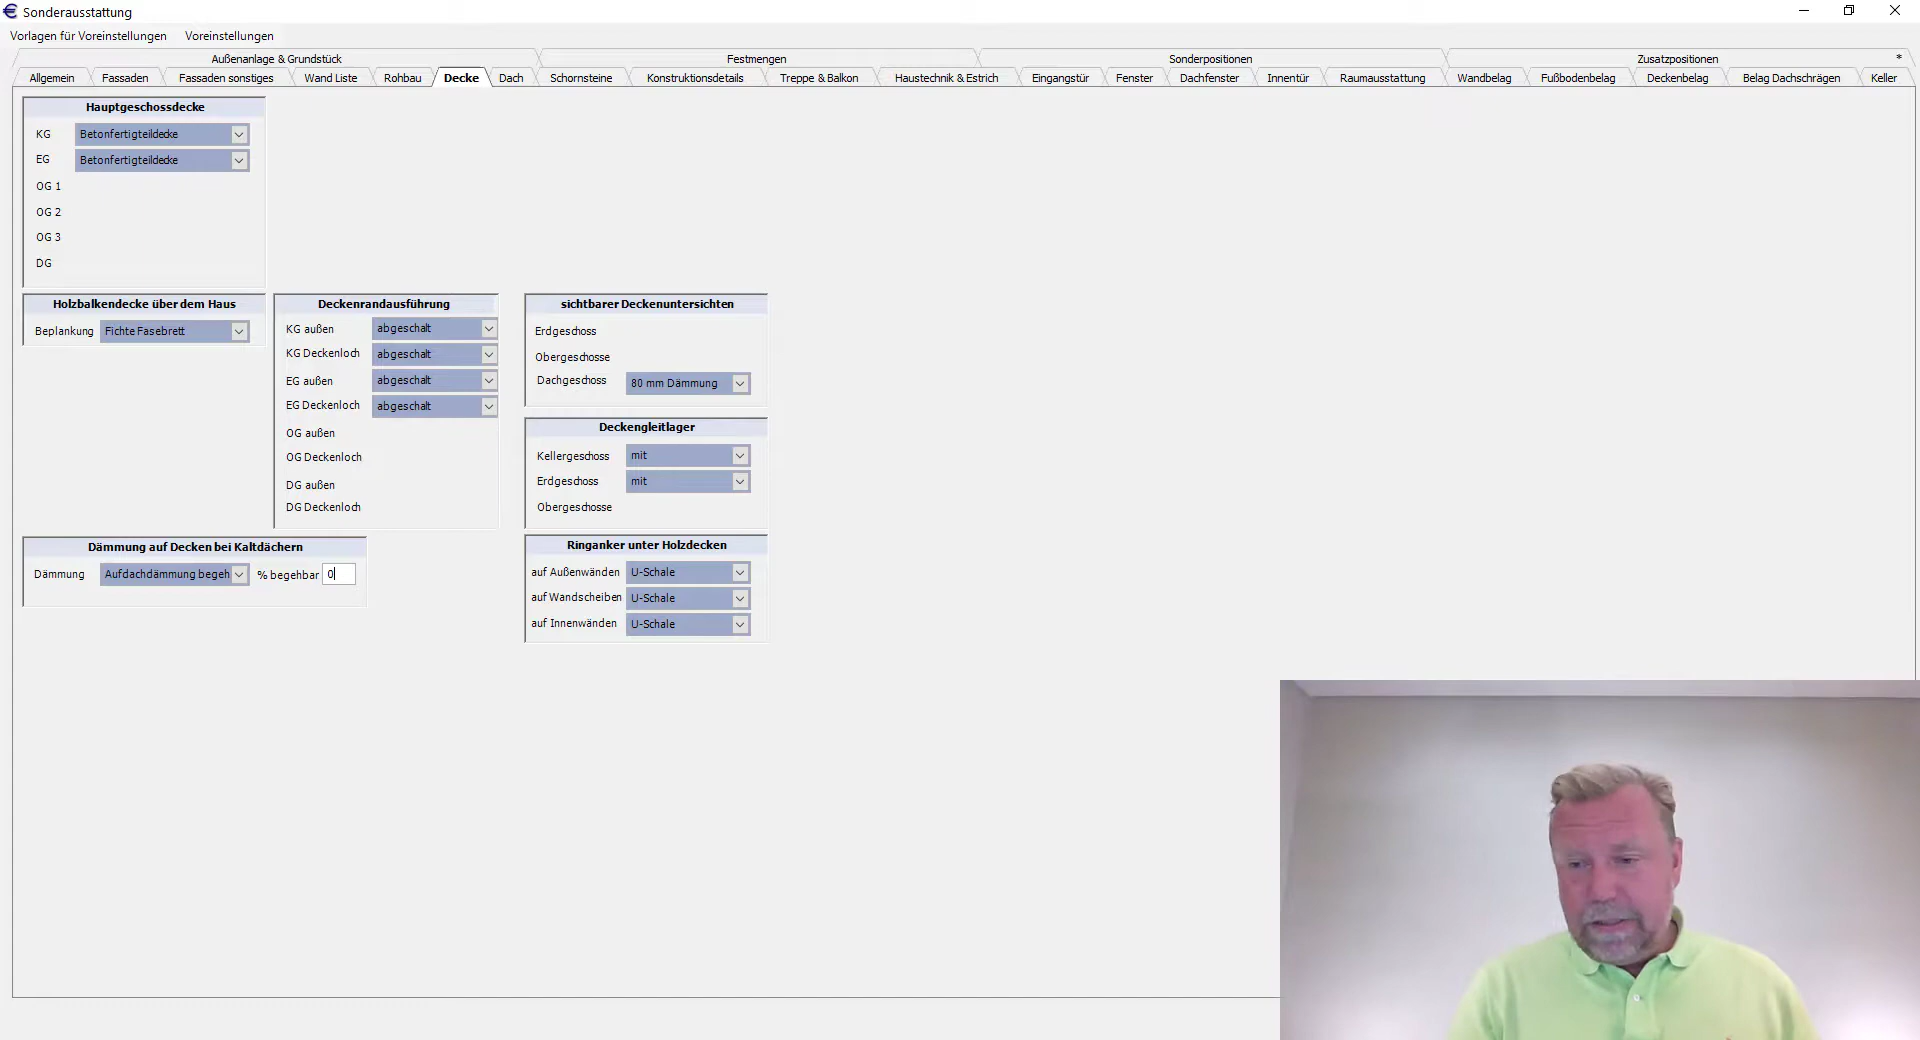 Sonderausstattung
Vorlagen für Voreinstellungen Voreinstellungen
Außenanlage & Grundstück Festmengen Sonderpositionen Zusatzpositionen *
Allgemein Fassaden Fassaden sonstiges Wand Liste Rohbau Decke Dach Schornsteine Konstruktionsdetails Treppe & Balkon Haustechnik & Estrich Eingangstür Fenster Dachfenster Innentür Raumausstattung Wandbelag Fußbodenbelag Deckenbelag Belag Dachschrägen Keller
Hauptgeschossdecke
KG Betonfertigteildecke
EG Betonfertigteildecke
OG 1
OG 2
OG 3
DG
Holzbalkendecke über dem Haus
Beplankung Fichte Fasebrett
Deckenrandausführung
KG außen abgeschalt
KG Deckenloch abgeschalt
EG außen abgeschalt
EG Deckenloch abgeschalt
OG außen
OG Deckenloch
DG außen
DG Deckenloch
sichtbarer Deckenuntersichten
Erdgeschoss
Obergeschosse
Dachgeschoss 80 mm Dämmung
Deckengleitlager
Kellergeschoss mit
Erdgeschoss mit
Obergeschosse
Dämmung auf Decken bei Kaltdächern
Dämmung Aufdachdämmung begeh % begehbar 0
Ringanker unter Holzdecken
auf Außenwänden U-Schale
auf Wandscheiben U-Schale
auf Innenwänden U-Schale